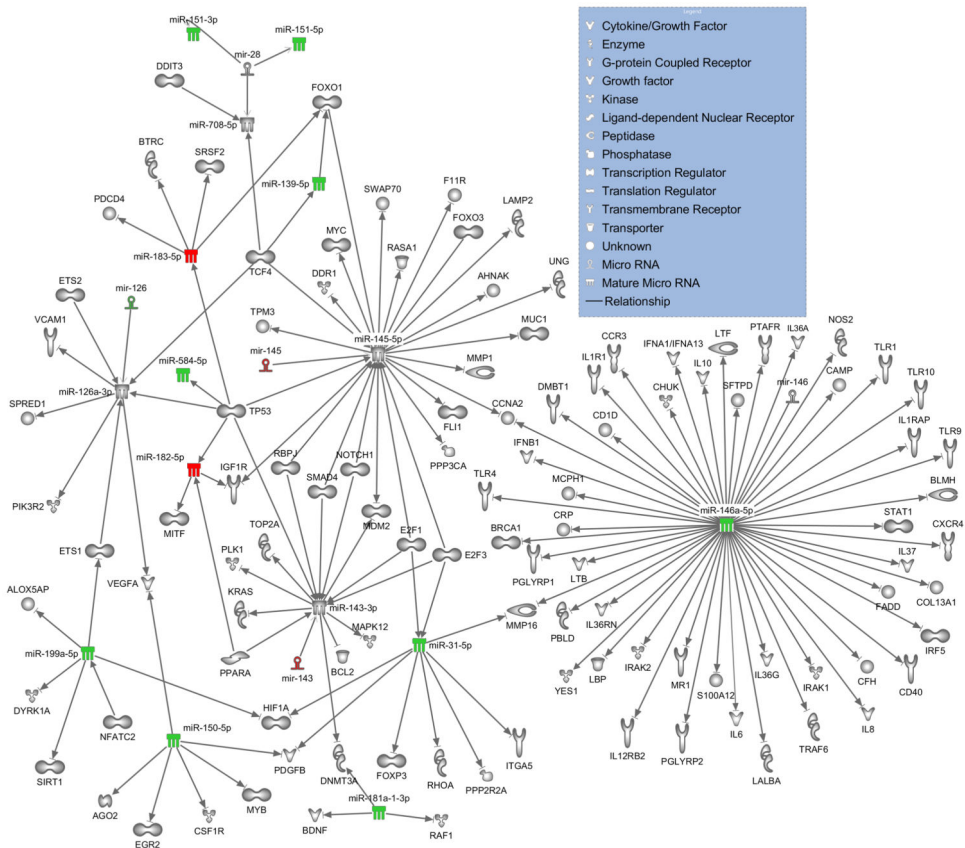 miR-151-3p
miR-151-5p
mir-28
DDIT3
FOXO1
miR-708-5p
BTRC
SRSF2
miR-139-5p
PDCD4
miR-183-5p
TCF4
SWAP70
F11R
LAMP2
MYC
FOXO3
RASA1
DDR1
AHNAK
UNG
ETS2
mir-126
TPM3
MUC1
VCAM1
miR-584-5p
mir-145
miR-145-5p
MMP1
miR-126a-3p
SPRED1
TP53
CCNA2
FLI1
miR-182-5p
IGF1R
RBPJ
NOTCH1
PPP3CA
SMAD4
PIK3R2
MITF
MDM2
TOP2A
E2F1
ETS1
PLK1
E2F3
VEGFA
ALOX5AP
KRAS
miR-143-3p
MAPK12
miR-199a-5p
miR-31-5p
PPARA
mir-143
BCL2
DYRK1A
NFATC2
HIF1A
miR-150-5p
SIRT1
PDGFB
DNMT3A
FOXP3
RHOA
PPP2R2A
ITGA5
AGO2
EGR2
CSF1R
MYB
miR-181a-1-3p
BDNF
RAF1
Legend
Cytokine/Growth Factor
Enzyme
G-protein Coupled Receptor
Growth factor
Kinase
Ligand-dependent Nuclear Receptor
Peptidase
Phosphatase
Transcription Regulator
Translation Regulator
Transmembrane Receptor
Transporter
Unknown
Micro RNA
Mature Micro RNA
Relationship
NOS2
IFNA1/IFNA13
LTF
PTAFR
IL36A
CCR3
IL1R1
IL10
TLR1
mir-146
CAMP
TLR10
CHUK
SFTPD
DMBT1
CD1D
IL1RAP
IFNB1
TLR9
TLR4
MCPH1
BLMH
miR-146a-5p
STAT1
CXCR4
BRCA1
CRP
IL37
PGLYRP1
LTB
FADD
COL13A1
MMP16
PBLD
IL36RN
IRF5
YES1
LBP
IRAK2
MR1
S100A12
IL36G
IRAK1
CFH
CD40
IL12RB2
PGLYRP2
IL6
LALBA
TRAF6
IL8